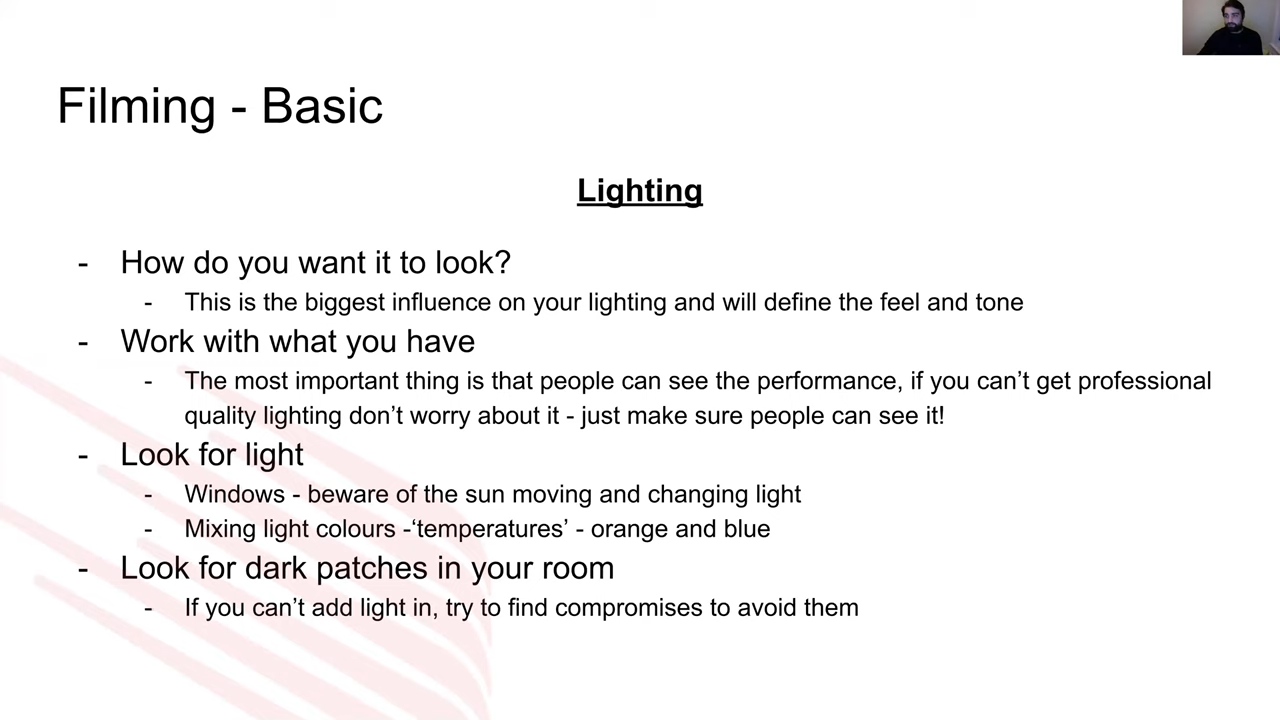 Filming - Basic
Lighting
- How do you want it to look?
- This is the biggest influence on your lighting and will define the feel and tone
- Work with what you have
- The most important thing is that people can see the performance, if you can’t get professional
quality lighting don’t worry about it - just make sure people can see it!
- Look for light
- Windows - beware of the sun moving and changing light
- Mixing light colours -‘temperatures’ - orange and blue
- Look for dark patches in your room
- If you can’t add light in, try to find compromises to avoid them